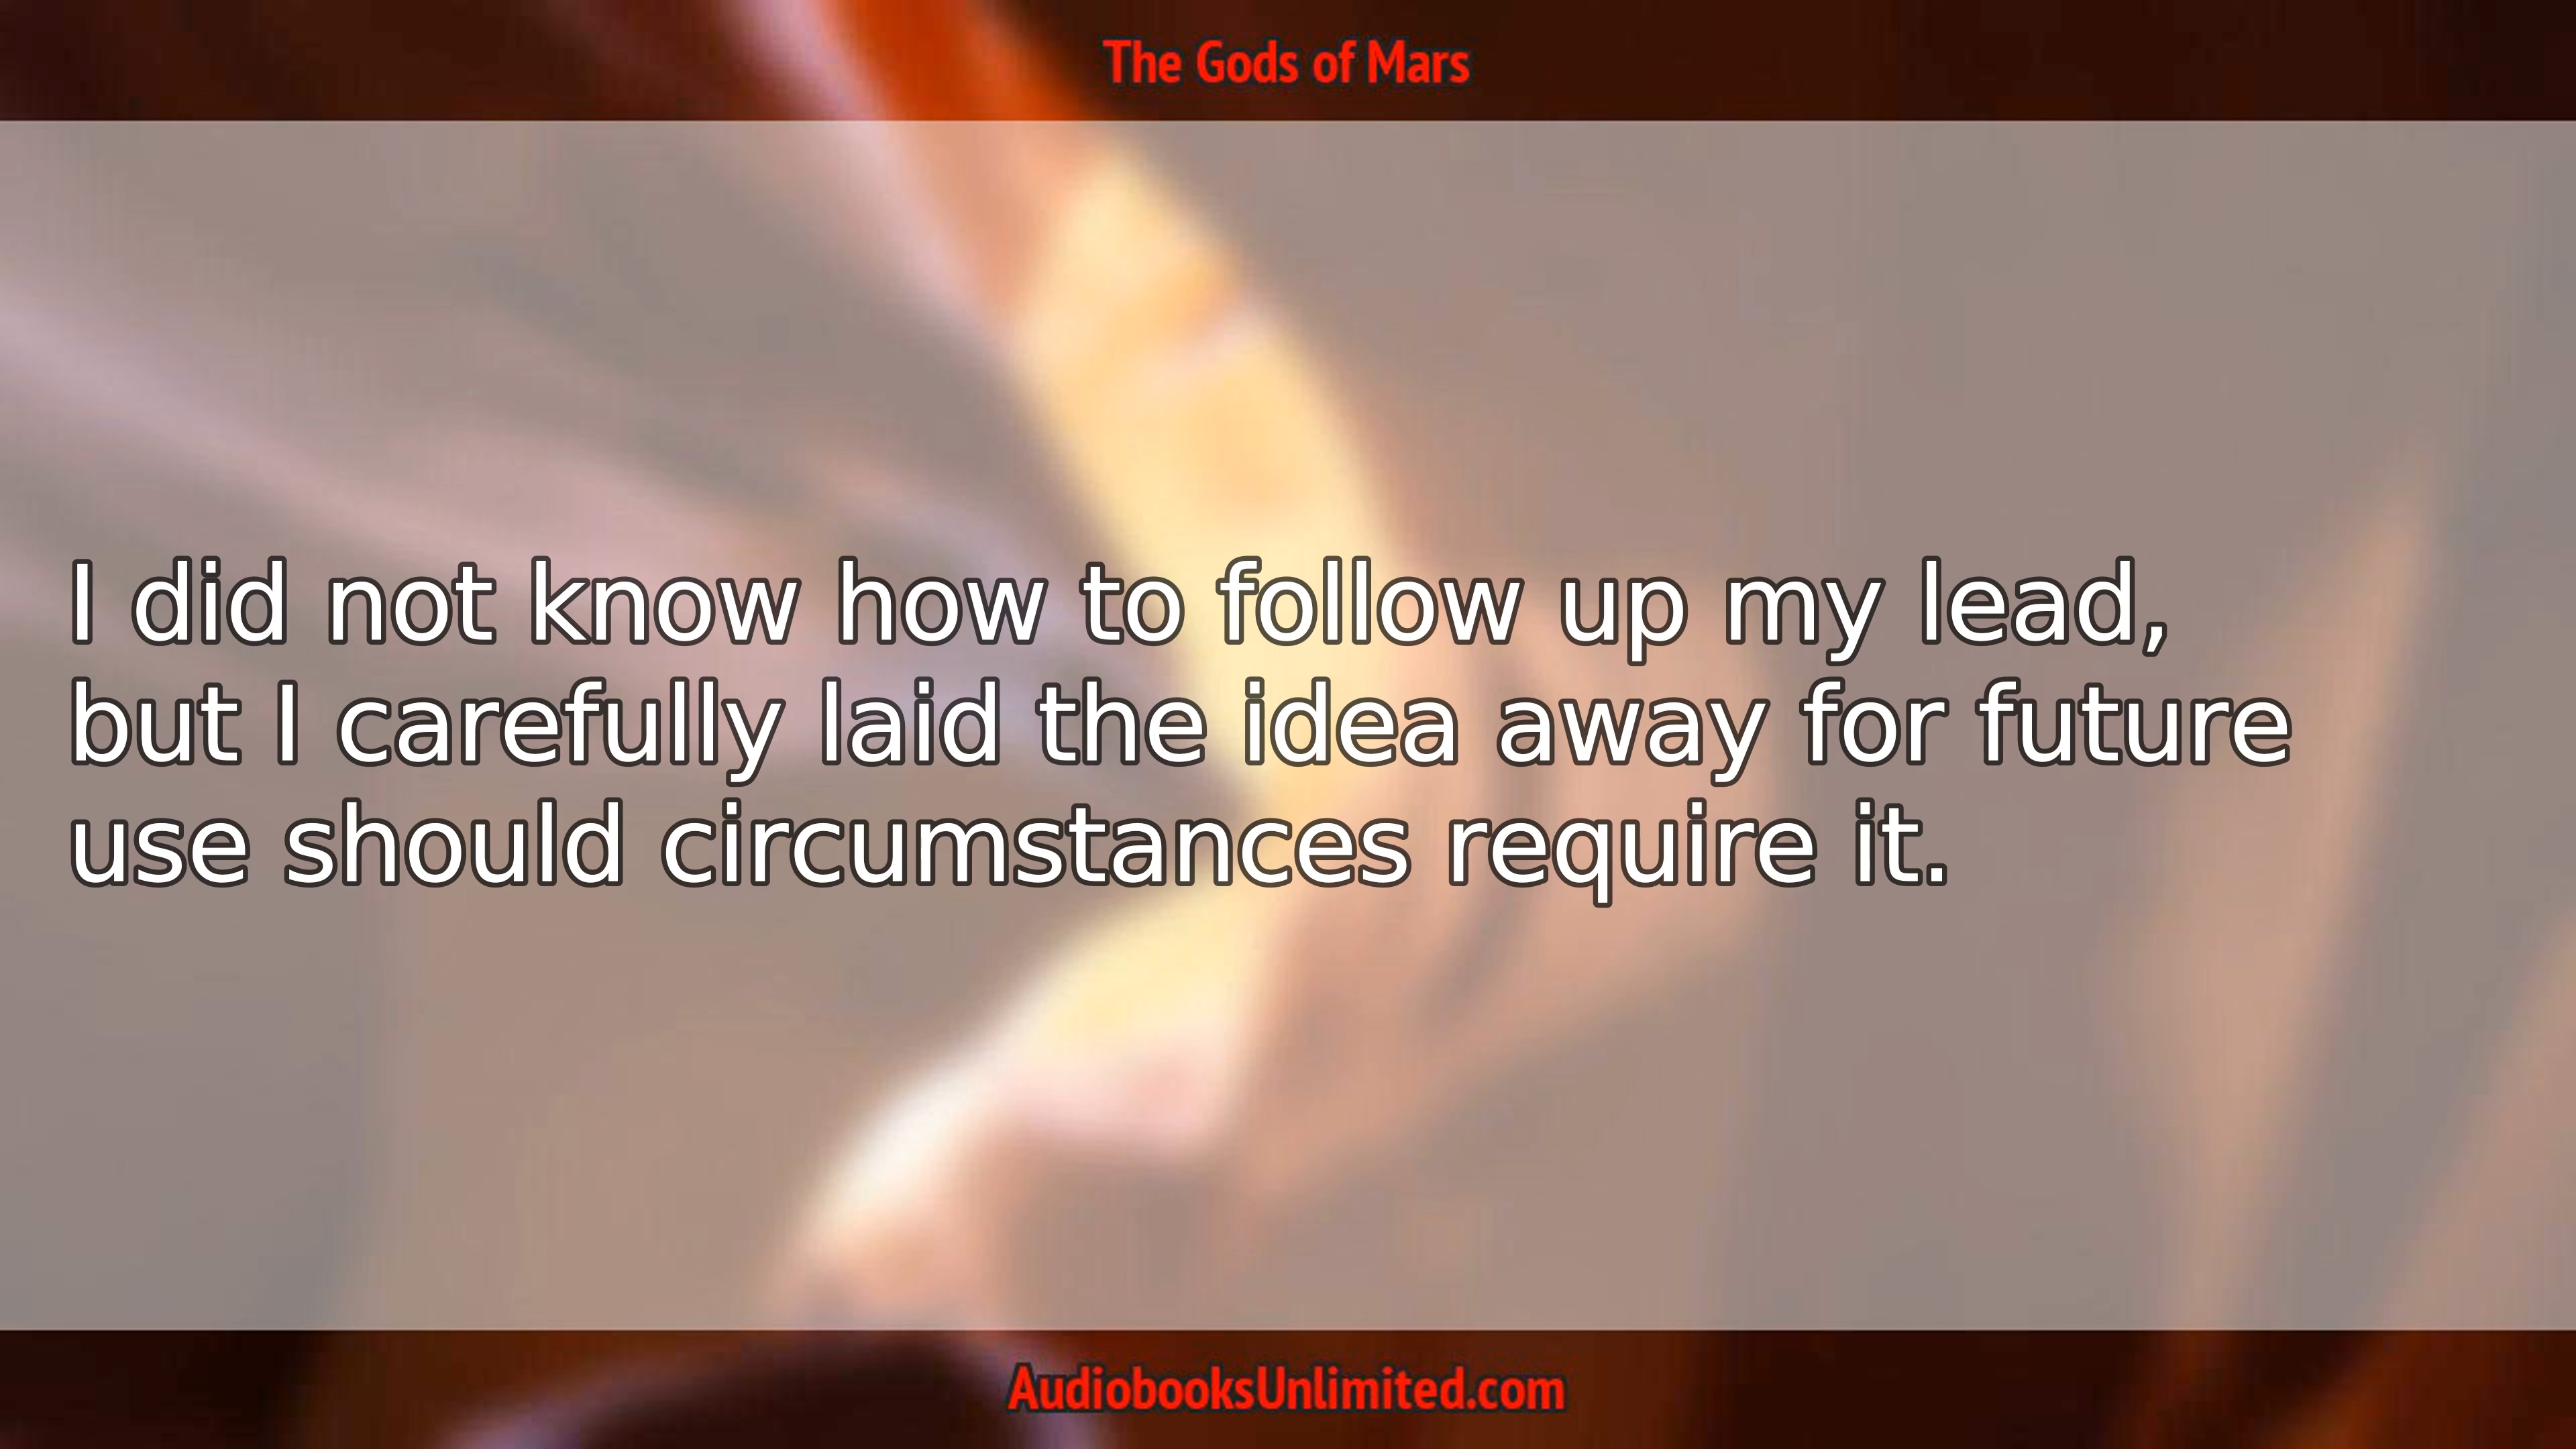 The Gods of Mars
I did not know how to follow up my lead,
but I carefully laid the idea away for future
use should circumstances require it.
AudiobooksUnlimited.com